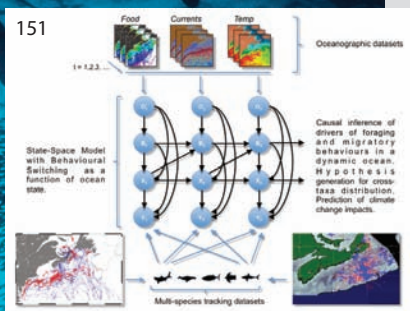 151
Food Currents Temp
Oceanographic datasets
t = 1,2,3. ...
State-Space Model
with Behavioural
Switching as a
function of ocean
state.
Causal inference of
drivers of foraging
and migratory
behaviours in a
dynamic ocean.
Hypothesis
generation for cross-
taxa distribution.
Prediction of climate
change impacts.
Multi-species tracking datasets